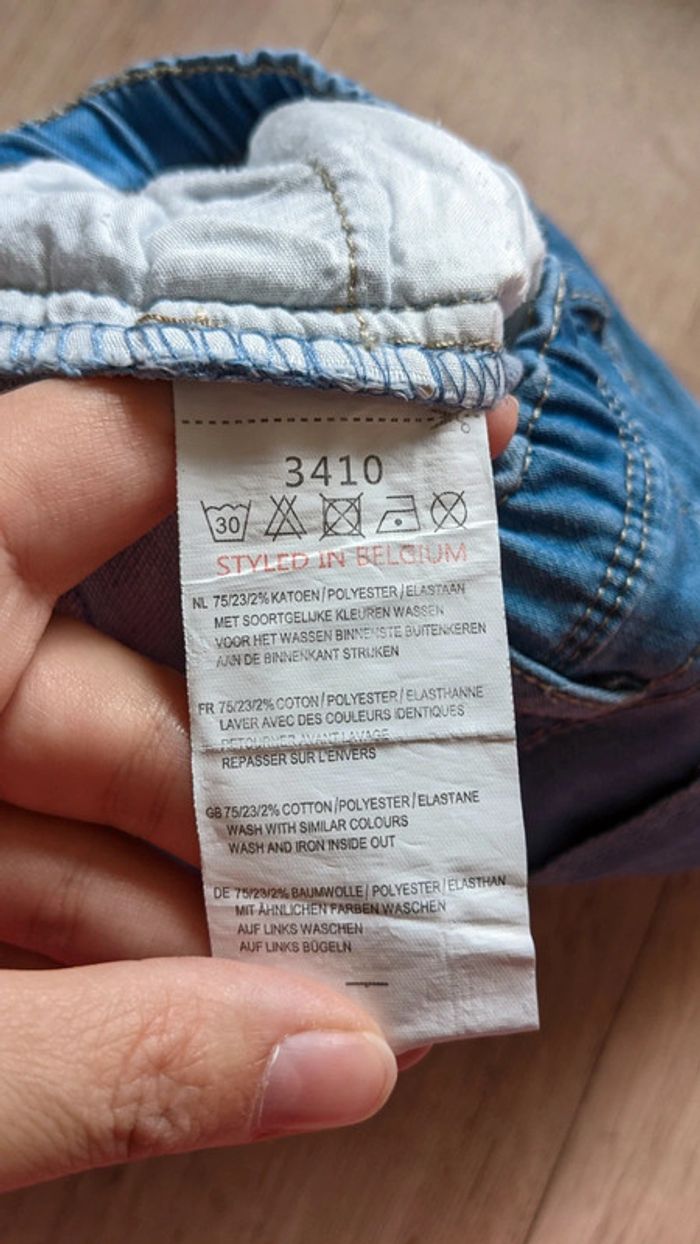 3410
30
STYLED IN BELGIUM
NL 75/23/2% KATOEN / POLYESTER / ELASTAAN
MET SOORTGELIJKE KLEUREN WASSEN
VOOR HET WASSEN BINNENSTE BUITENKEREN
AAN DE BINNENKANT STRIJKEN
FR 75/23/2% COTON / POLYESTER / ELASTHANNE
LAVER AVEC DES COULEURS IDENTIQUES
RETOURNER AVANT LAVAGE
REPASSER SUR L'ENVERS
GB 75/23/2% COTTON / POLYESTER / ELASTANE
WASH WITH SIMILAR COLOURS
WASH AND IRON INSIDE OUT
DE 75/23/2% BAUMWOLLE / POLYESTER / ELASTHAN
MIT ÄHNLICHEN FARBEN WASCHEN
AUF LINKS WASCHEN
AUF LINKS BÜGELN